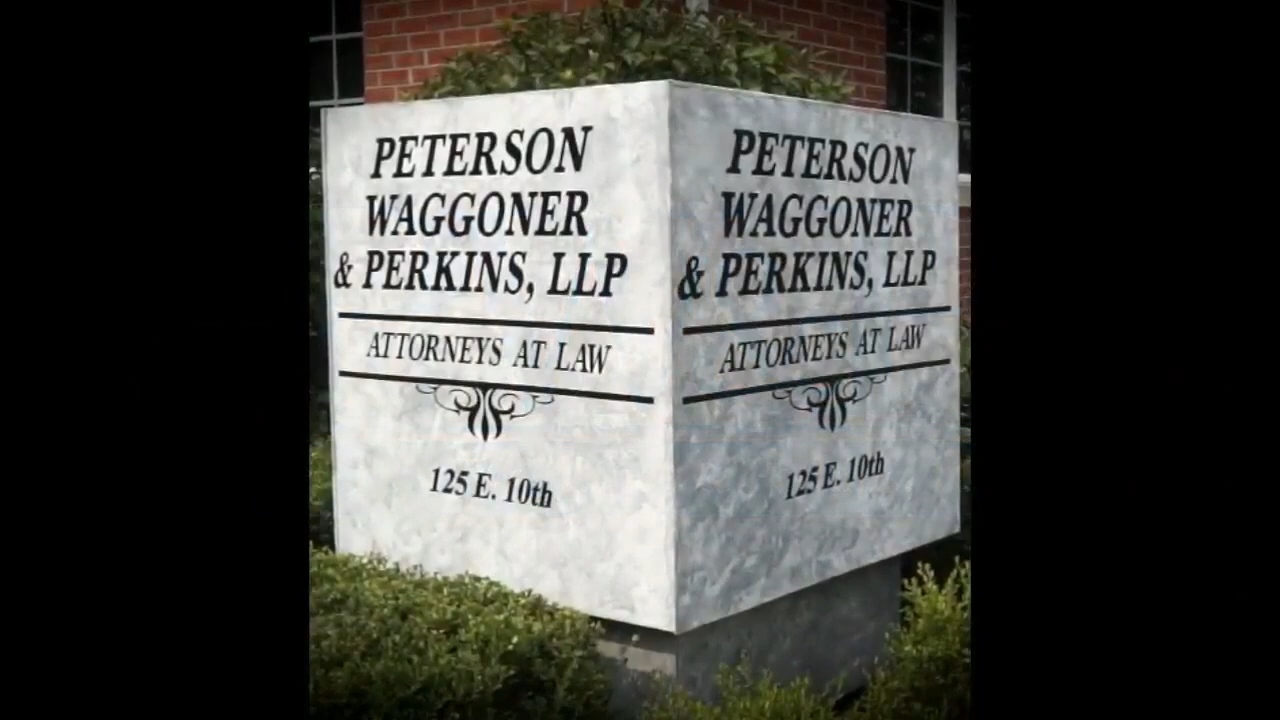 PETERSON
WAGGONER
& PERKINS, LLP
ATTORNEYS AT LAW
125 E. 10th
PETERSON
WAGGONER
& PERKINS, LLP
ATTORNEYS AT LAW
125 E. 10th